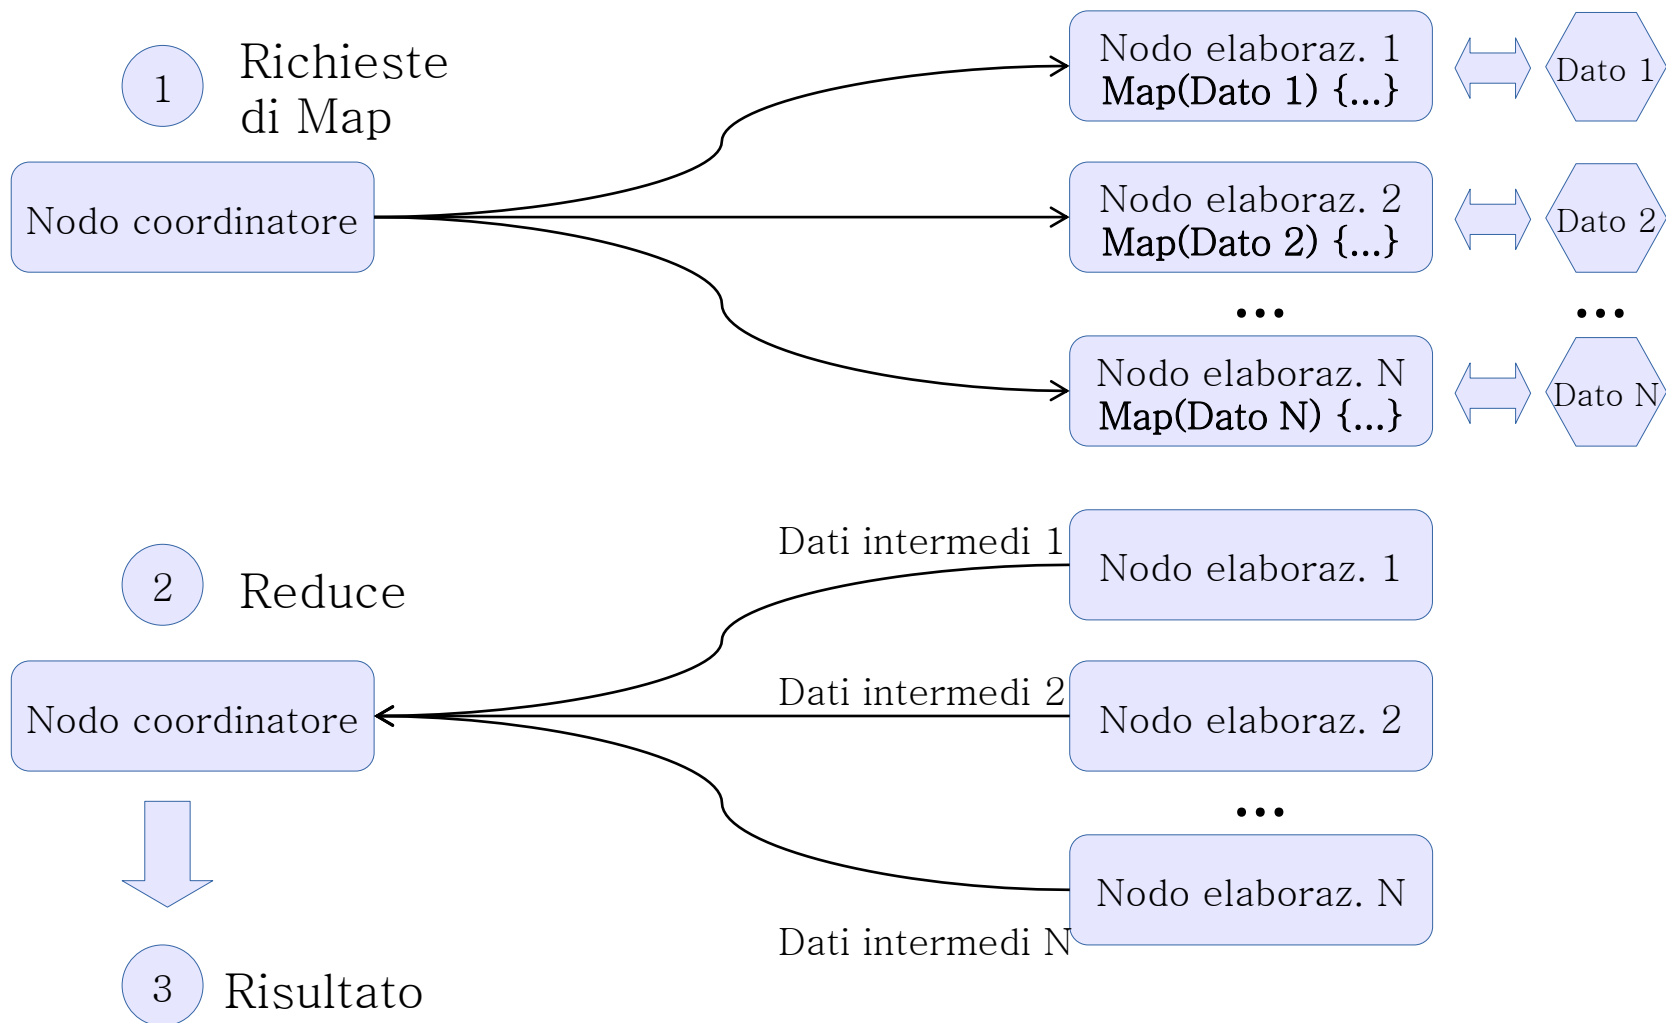 1
Richieste
di Map
Nodo coordinatore
Nodo elaboraz. 1
Map(Dato 1) {...}
Dato 1
Nodo elaboraz. 2
Map(Dato 2) {...}
Dato 2
...
...
Nodo elaboraz. N
Map(Dato N) {...}
Dato N
2
Reduce
Nodo coordinatore
Dati intermedi 1
Nodo elaboraz. 1
Dati intermedi 2
Nodo elaboraz. 2
...
Dati intermedi N
Nodo elaboraz. N
3
Risultato